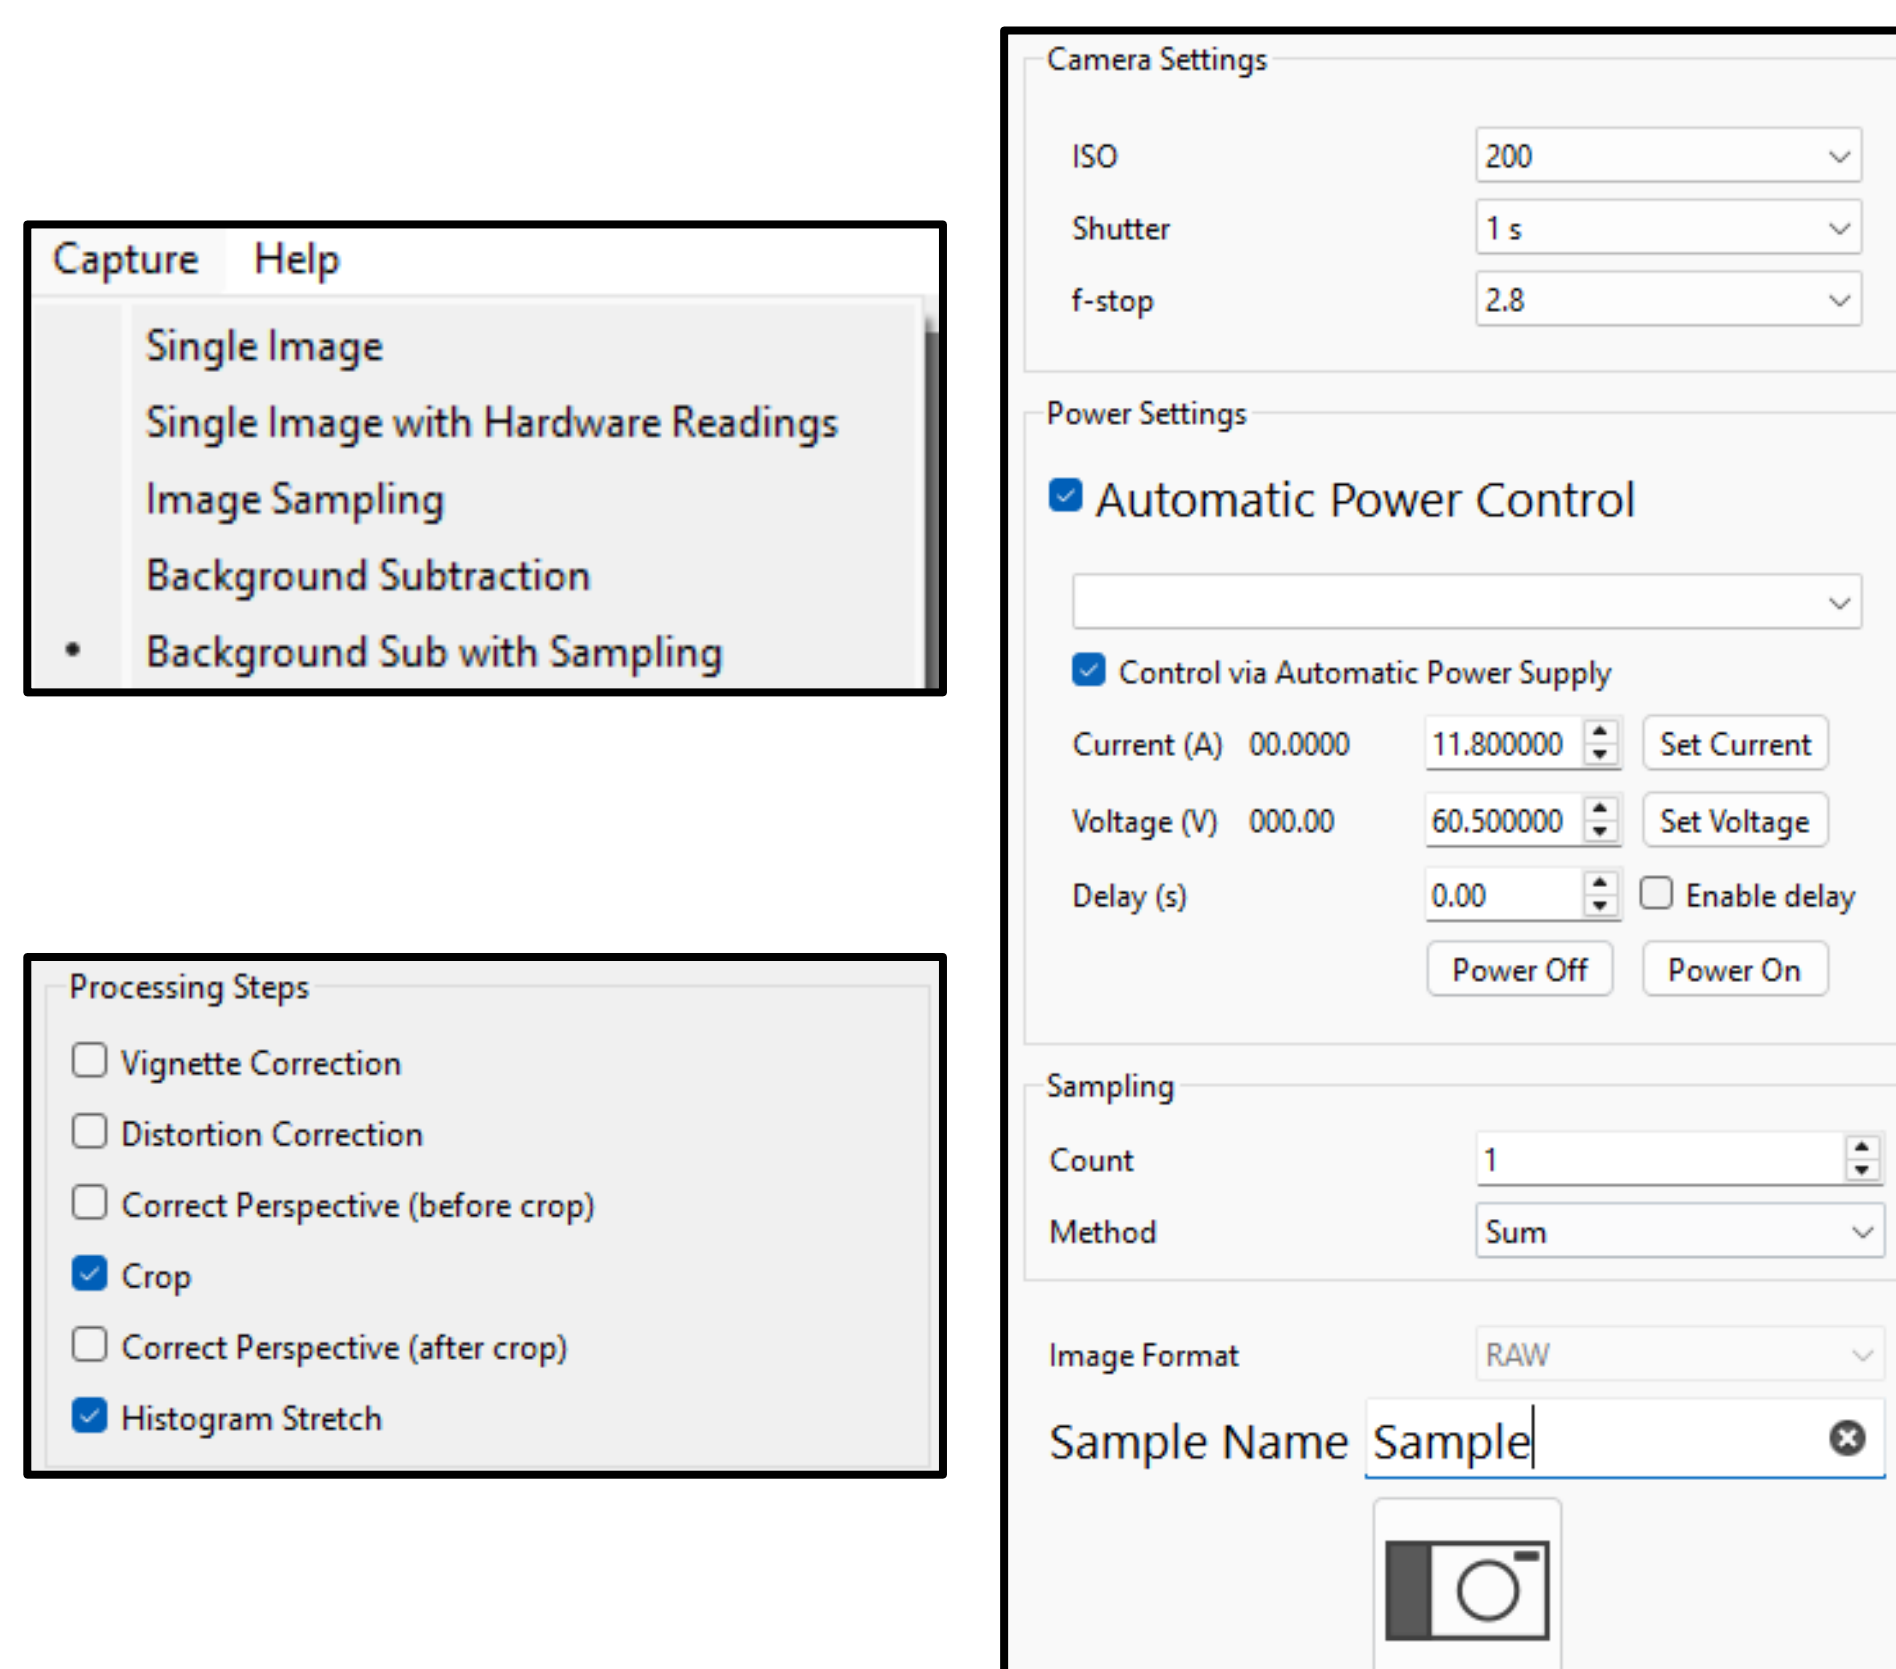 Capture Help
Single Image
Single Image with Hardware Readings
Image Sampling
Background Subtraction
• Background Sub with Sampling
Processing Steps
Vignette Correction
Distortion Correction
Correct Perspective (before crop)
Crop
Correct Perspective (after crop)
Histogram Stretch
Camera Settings
ISO 200
Shutter 1 s
f-stop 2.8
Power Settings
Automatic Power Control
Control via Automatic Power Supply
Current (A) 00.0000 11.800000 Set Current
Voltage (V) 000.00 60.500000 Set Voltage
Delay (s) 0.00 Enable delay
Power Off Power On
Sampling
Count 1
Method Sum
Image Format RAW
Sample Name Sample